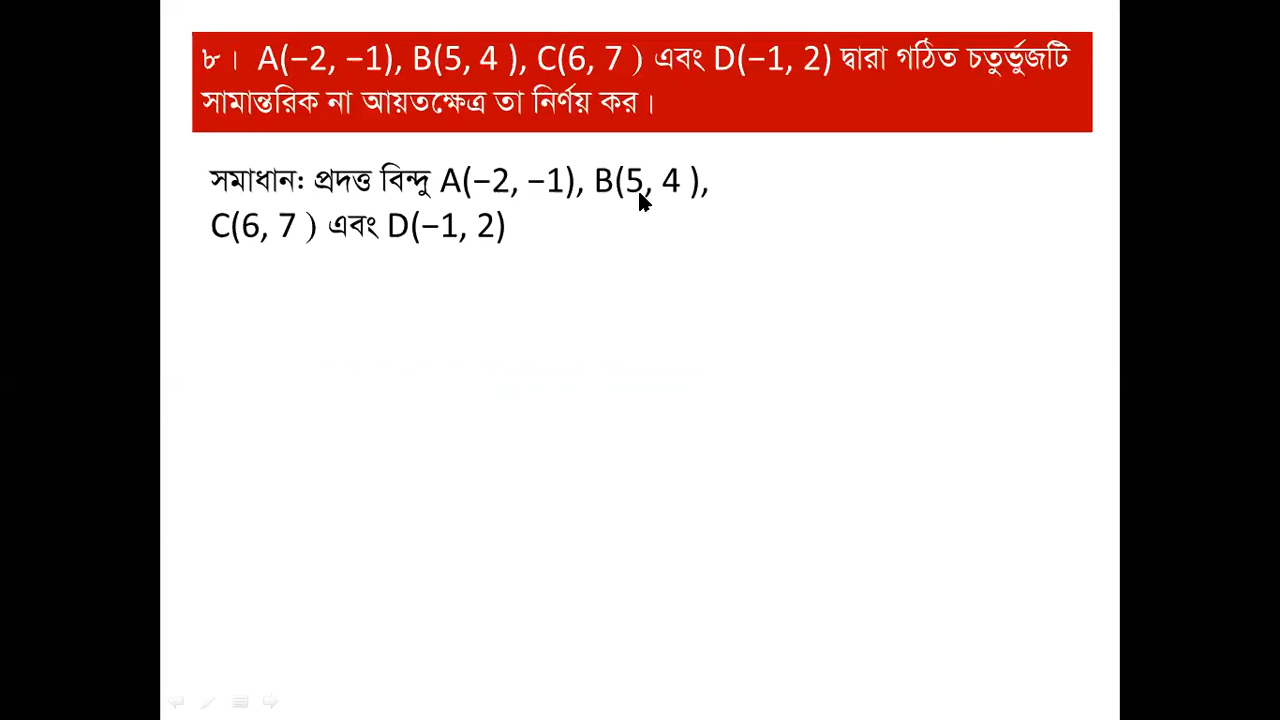 ৮। A(−2, −1), B(5, 4 ), C(6, 7 ) এবং D(−1, 2) দ্বারা গঠিত চতুর্ভুজটি
সামান্তরিক না আয়তক্ষেত্র তা নির্ণয় কর।
সমাধানঃ প্রদত্ত বিন্দু A(−2, −1), B(5, 4 ),
C(6, 7 ) এবং D(−1, 2)